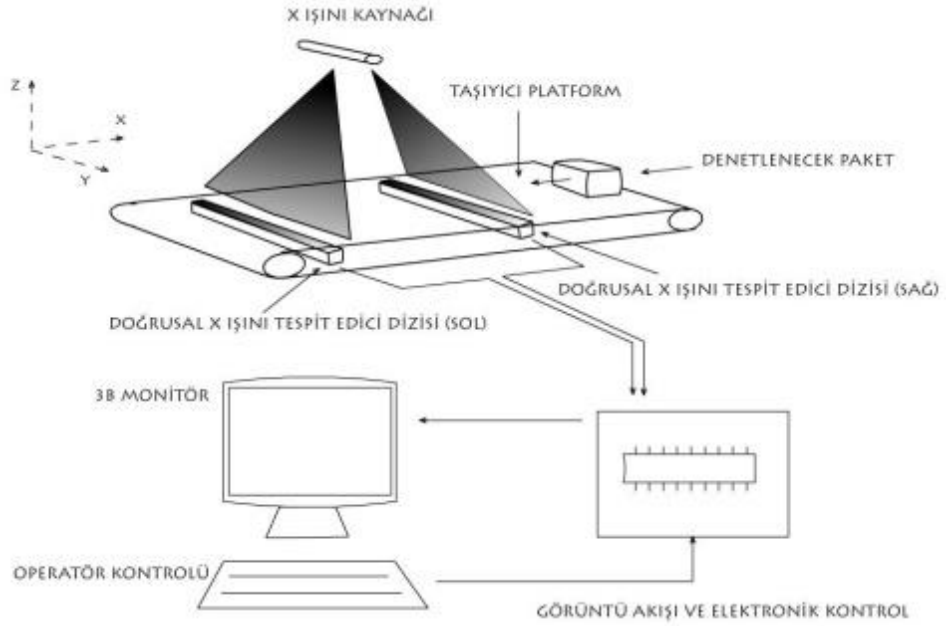 X IŞINI KAYNAĞI
Z
X
Y
TAŞIYICI PLATFORM
DENETLENECEK PAKET
DOĞRUSAL X IŞINI TESPİT EDİCİ DİZİSİ (SAĞ)
DOĞRUSAL X IŞINI TESPİT EDİCİ DİZİSİ (SOL)
3B MONİTÖR
OPERATÖR KONTROLÜ
GÖRÜNTÜ AKIŞI VE ELEKTRONİK KONTROL